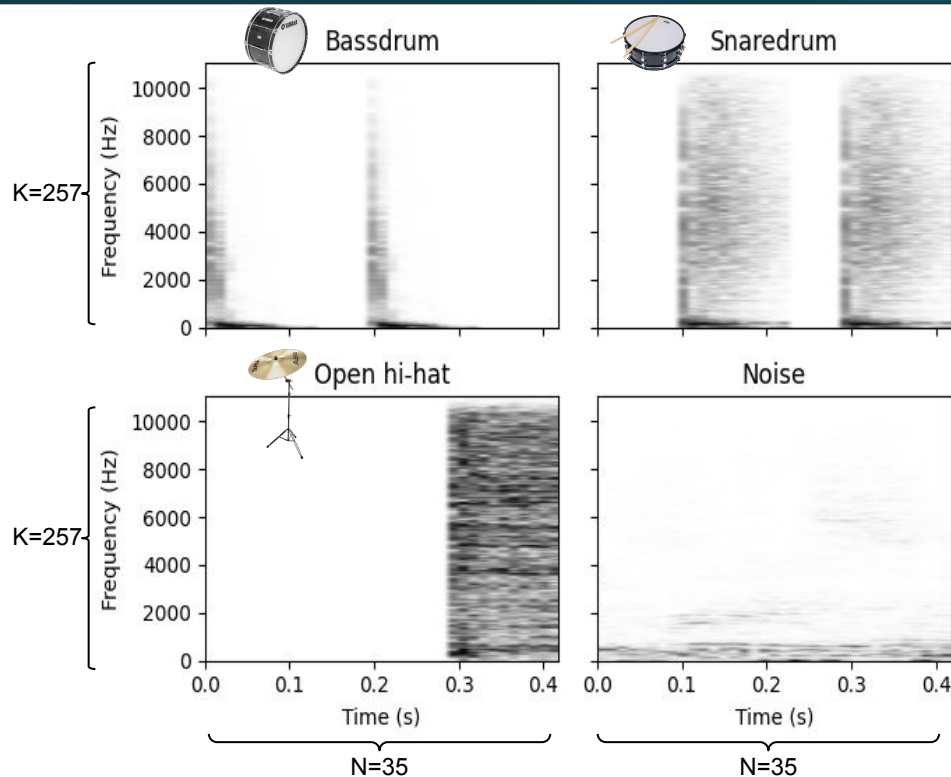 Bassdrum
Snaredrum
K=257
Frequency (Hz)
10000
8000
6000
4000
2000
0
Open hi-hat
Noise
K=257
Frequency (Hz)
10000
8000
6000
4000
2000
0
0.0 0.1 0.2 0.3 0.4
0.0 0.1 0.2 0.3 0.4
Time (s)
Time (s)
N=35
N=35